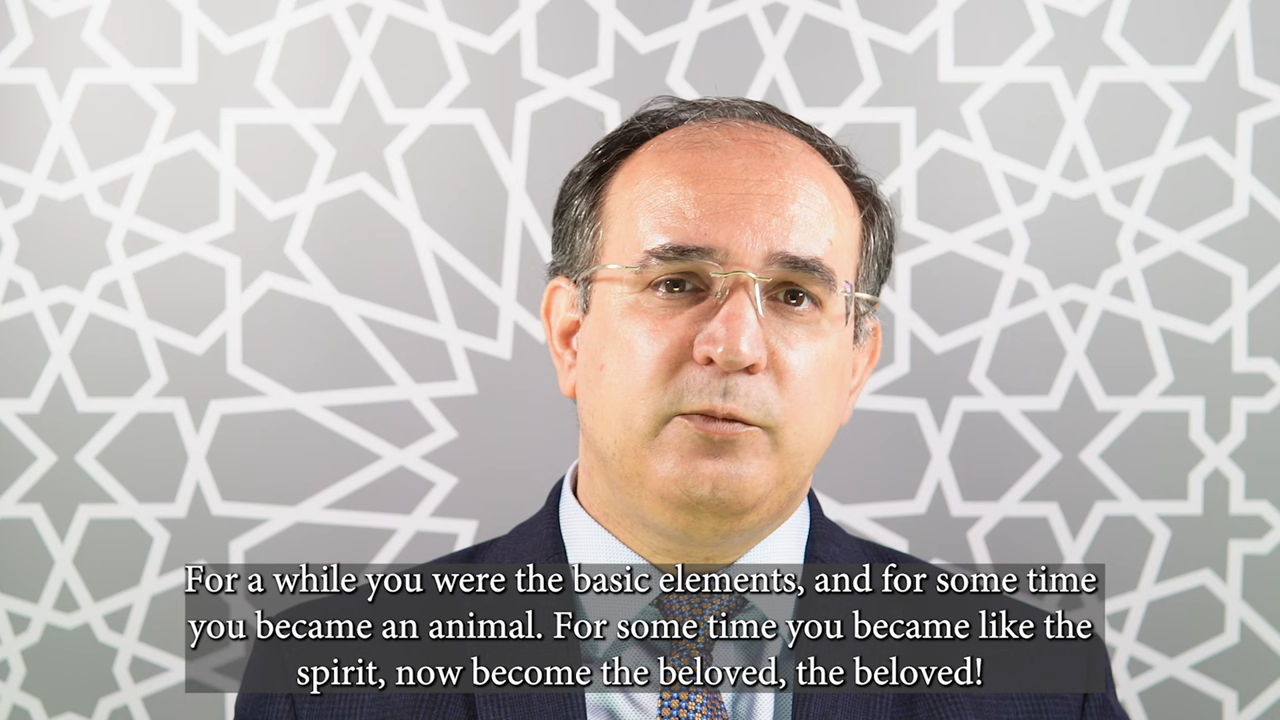 For a while you were the basic elements, and for some time
you became an animal. For some time you became like the
spirit, now become the beloved, the beloved!